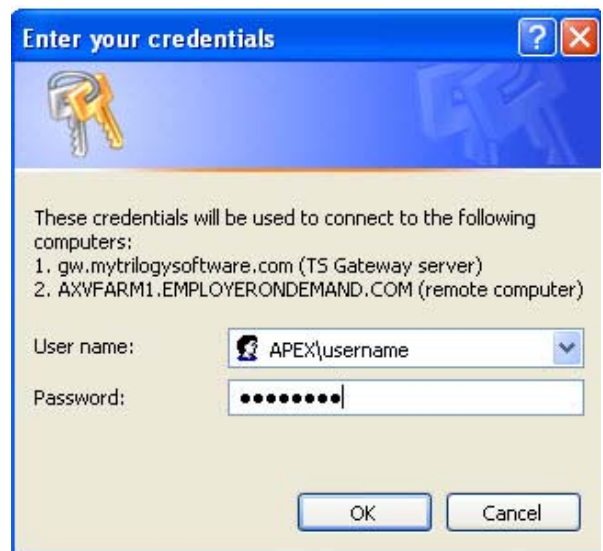 Enter your credentials
These credentials will be used to connect to the following
computers:
1. gw.mytrilogysoftware.com (TS Gateway server)
2. AXVFARM1.EMPLOYERONDEMAND.COM (remote computer)
User name:
APEX\username
Password:
●●●●●●●●
OK
Cancel